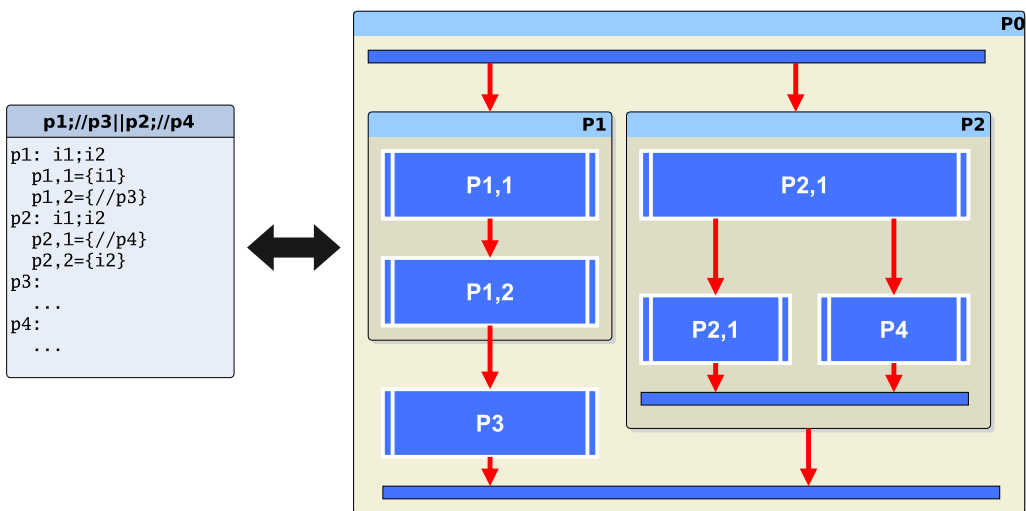 p1;//p3||p2;//p4
p1: i1;i2
p1,1={i1}
p1,2={//p3}
p2: i1;i2
p2,1={//p4}
p2,2={i2}
p3:
...
p4:
...
P0
P1
P1,1
P1,2
P3
P2
P2,1
P2,1
P4